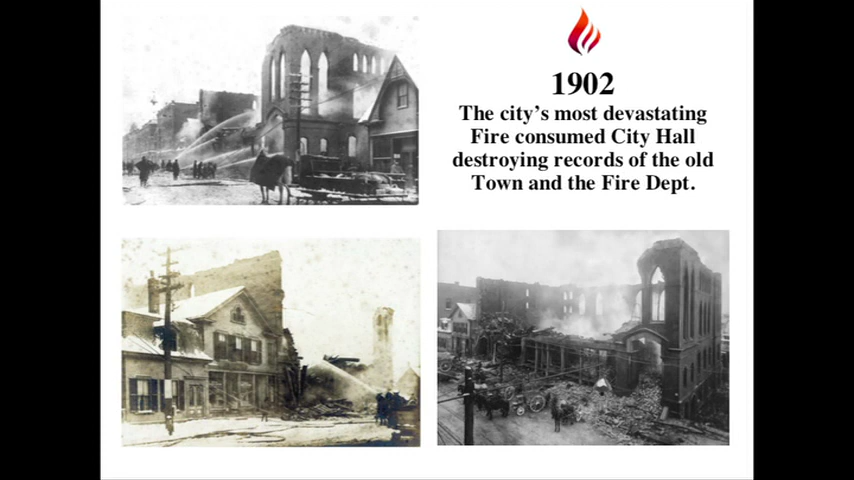 1902
The city's most devastating
Fire consumed City Hall
destroying records of the old
Town and the Fire Dept.